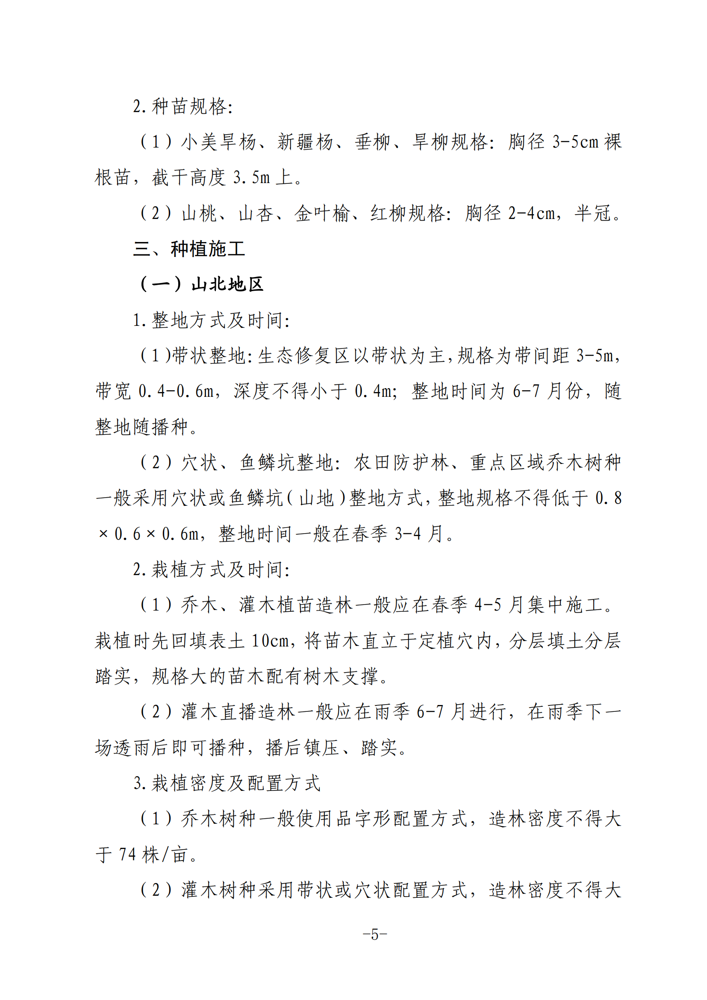 2.种苗规格：
（1）小美旱杨、新疆杨、垂柳、旱柳规格：胸径 3-5cm 裸
根苗，截干高度 3.5m 上。
（2）山桃、山杏、金叶榆、红柳规格：胸径 2-4cm，半冠。
三、种植施工
（一）山北地区
1.整地方式及时间：
（1)带状整地：生态修复区以带状为主，规格为带间距 3-5m，
带宽 0.4-0.6m，深度不得小于 0.4m；整地时间为 6-7 月份，随
整地随播种。
（2）穴状、鱼鳞坑整地：农田防护林、重点区域乔木树种
一般采用穴状或鱼鳞坑(山地)整地方式，整地规格不得低于 0.8
×0.6×0.6m，整地时间一般在春季 3-4 月。
2.栽植方式及时间：
（1）乔木、灌木植苗造林一般应在春季 4-5 月集中施工。
栽植时先回填表土 10cm，将苗木直立于定植穴内，分层填土分层
踏实，规格大的苗木配有树木支撑。
（2）灌木直播造林一般应在雨季 6-7 月进行，在雨季下一
场透雨后即可播种，播后镇压、踏实。
3.栽植密度及配置方式
（1）乔木树种一般使用品字形配置方式，造林密度不得大
于 74 株/亩。
（2）灌木树种采用带状或穴状配置方式，造林密度不得大
-5-